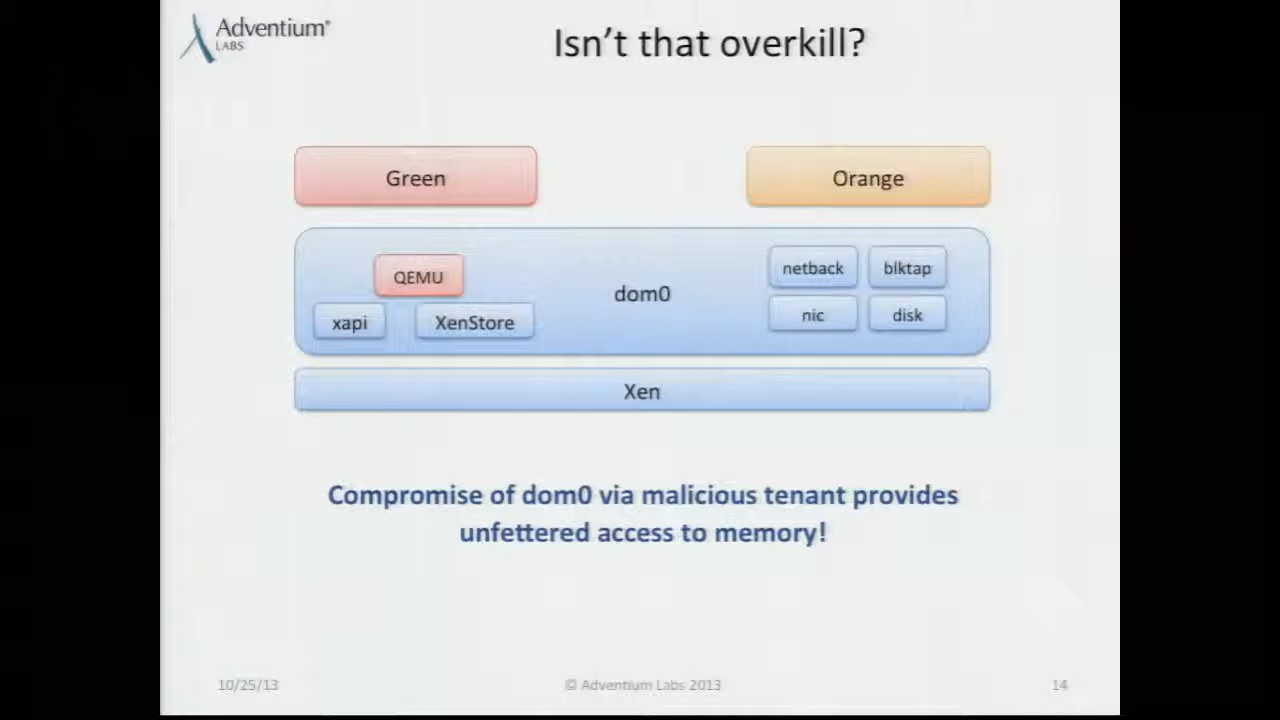 Adventium®
LABS
Isn't that overkill?
Green
Orange
QEMU
xapi
XenStore
dom0
netback
blktap
nic
disk
Xen
Compromise of dom0 via malicious tenant provides
unfettered access to memory!
10/25/13
© Adventium Labs 2013
14